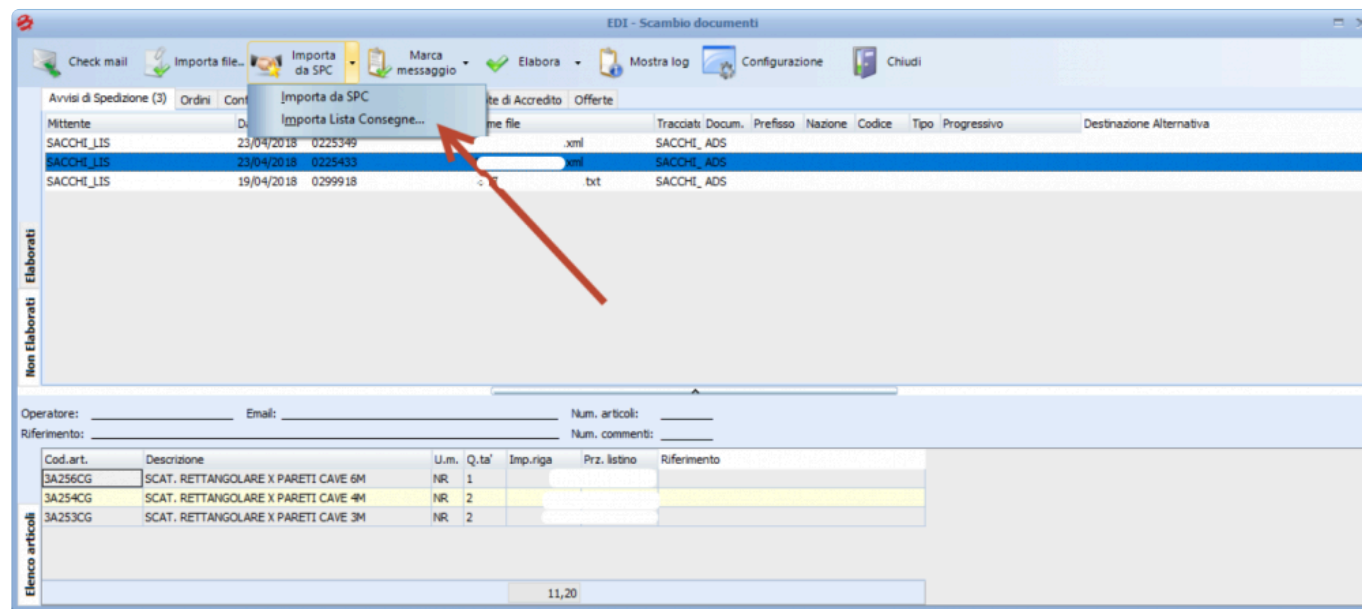 EDI - Scambio documenti
Check mail Importa file... Importa da SPC Marca messaggio Elabora Mostra log Configurazione Chiudi
Importa da SPC
Importa Lista Consegne...
Avvisi di Spedizione (3) Ordini Conf te di Accredito Offerte
Mittente Da me file Tracciat Docum. Prefisso Nazione Codice Tipo Progressivo Destinazione Alternativa
SACCHI_LIS 23/04/2018 0225349 .xml SACCHI_ ADS
SACCHI_LIS 23/04/2018 0225433 xml SACCHI_ ADS
SACCHI_LIS 19/04/2018 0299918 .txt SACCHI_ ADS
Elaborati
Non Elaborati
Operatore: Email: Num. articoli:
Riferimento: Num. commenti:
Cod.art. Descrizione U.m. Q.ta' Imp.riga Prz. listino Riferimento
3A256CG SCAT. RETTANGOLARE X PARETI CAVE 6M NR 1
3A254CG SCAT. RETTANGOLARE X PARETI CAVE 4M NR 2
3A253CG SCAT. RETTANGOLARE X PARETI CAVE 3M NR 2
Elenco articoli
11,20